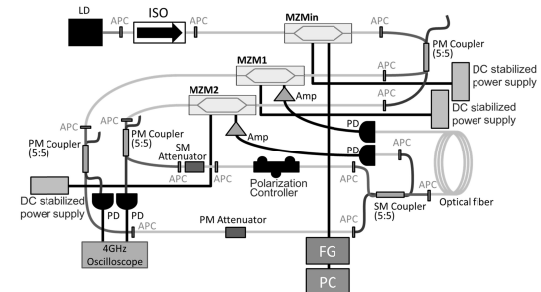 LD
APC
ISO
APC
MZMin
APC
PM Coupler
(5:5)
MZM1
APC
DC stabilized
power supply
Amp
MZM2
APC
DC stabilized
power supply
APC
APC
PD
Amp
PM Coupler
(5:5)
PM Coupler
(5:5)
SM
Attenuator
PD
APC
APC
APC
Polarization
Controller
APC
APC
Optical fiber
SM Coupler
(5:5)
DC stabilized
power supply
PD
PD
APC
PM Attenuator
APC
4GHz
Oscilloscope
FG
PC